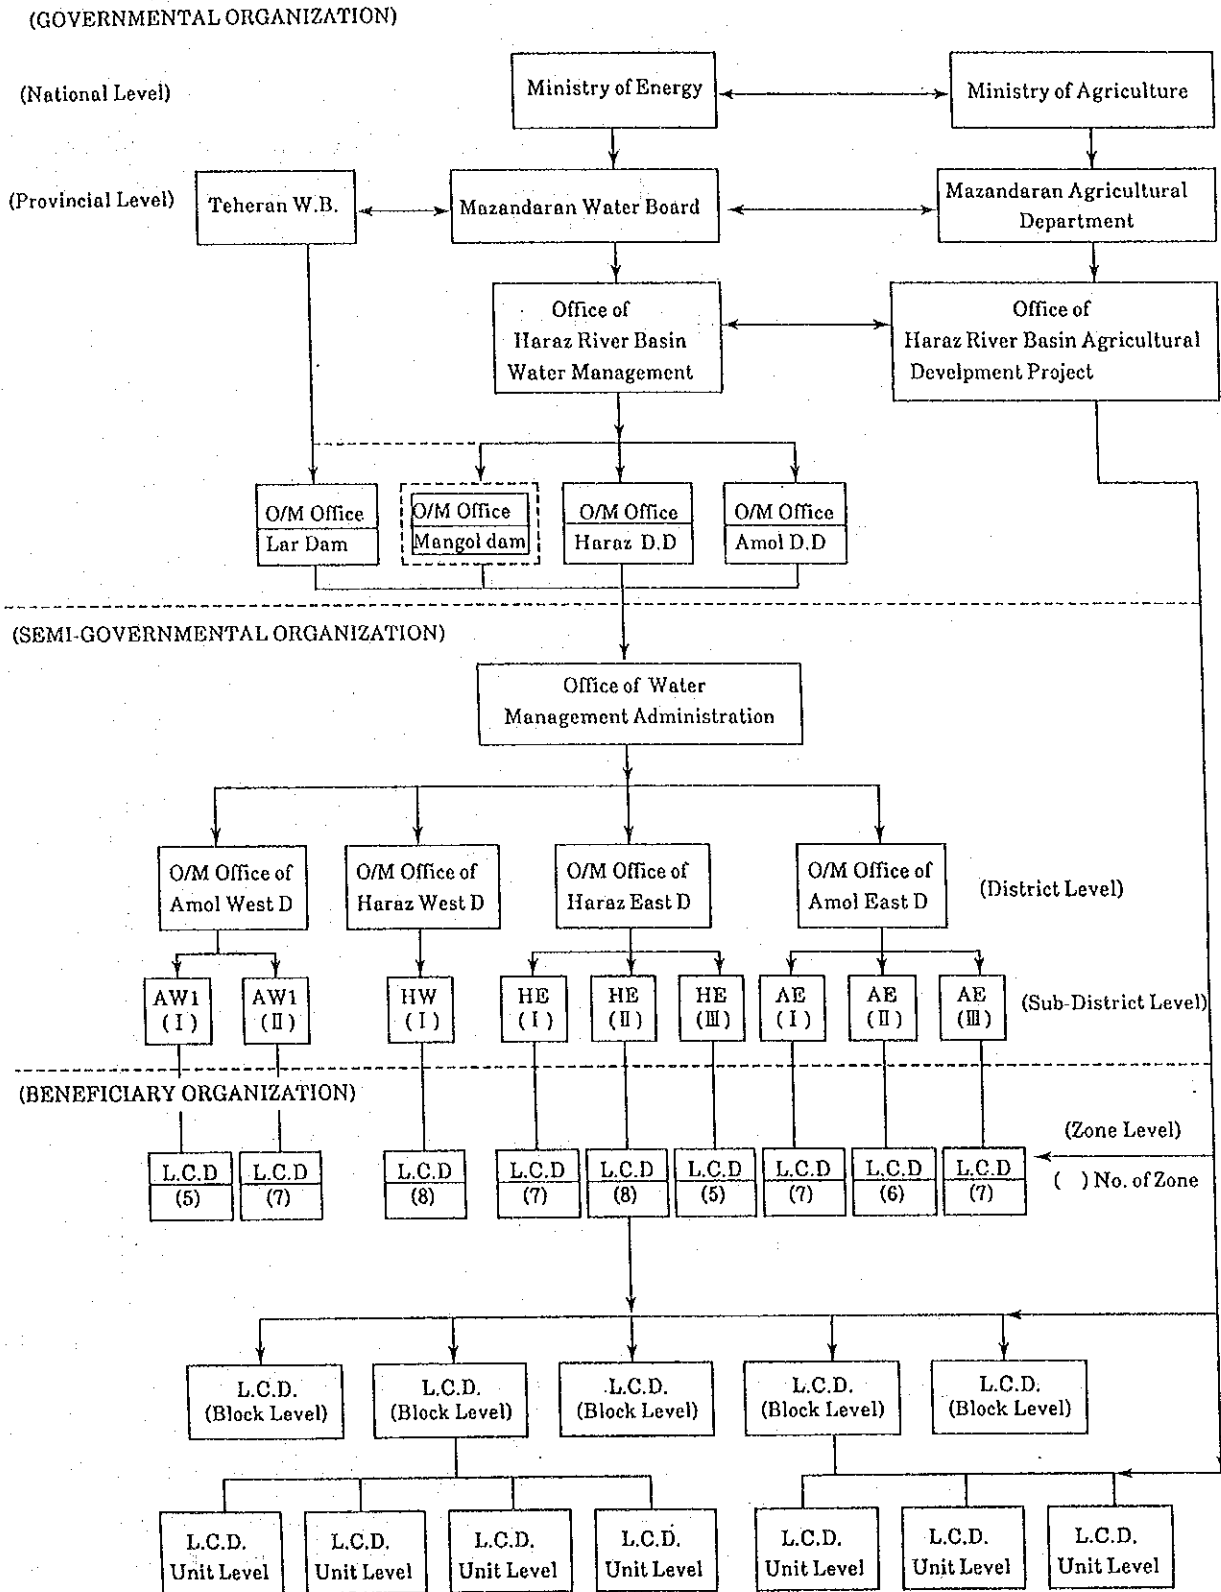 (GOVERNMENTAL ORGANIZATION)
(National Level)
Ministry of Energy
Ministry of Agriculture
(Provincial Level)
Teheran W.B.
Mazandaran Water Board
Mazandaran Agricultural
Department
Office of
Haraz River Basin
Water Management
Office of
Haraz River Basin Agricultural
Develpment Project
O/M Office
Lar Dam
O/M Office
Mangol dam
O/M Office
Haraz D.D
O/M Office
Amol D.D
(SEMI-GOVERNMENTAL ORGANIZATION)
Office of Water
Management Administration
O/M Office of
Amol West D
O/M Office of
Haraz West D
O/M Office of
Haraz East D
O/M Office of
Amol East D
(District Level)
AW1
(I)
AW1
(II)
HW
(I)
HE
(I)
HE
(II)
HE
(III)
AE
(I)
AE
(II)
AE
(III)
(Sub-District Level)
(BENEFICIARY ORGANIZATION)
L.C.D
(5)
L.C.D
(7)
L.C.D
(8)
L.C.D
(7)
L.C.D
(8)
L.C.D
(5)
L.C.D
(7)
L.C.D
(6)
L.C.D
(7)
(Zone Level)
( ) No. of Zone
L.C.D.
(Block Level)
L.C.D.
(Block Level)
L.C.D.
(Block Level)
L.C.D.
(Block Level)
L.C.D.
(Block Level)
L.C.D.
Unit Level
L.C.D.
Unit Level
L.C.D.
Unit Level
L.C.D.
Unit Level
L.C.D.
Unit Level
L.C.D.
Unit Level
L.C.D.
Unit Level